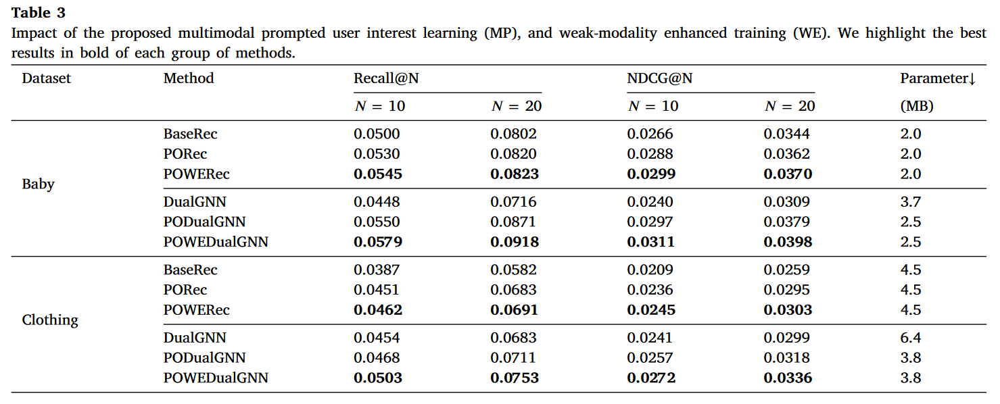 Table 3
Impact of the proposed multimodal prompted user interest learning (MP), and weak-modality enhanced training (WE). We highlight the best
results in bold of each group of methods.
Dataset Method Recall@N NDCG@N Parameter↓
N = 10 N = 20 N = 10 N = 20 (MB)
BaseRec 0.0500 0.0802 0.0266 0.0344 2.0
PORec 0.0530 0.0820 0.0288 0.0362 2.0
POWERec 0.0545 0.0823 0.0299 0.0370 2.0
Baby
DualGNN 0.0448 0.0716 0.0240 0.0309 3.7
PODualGNN 0.0550 0.0871 0.0297 0.0379 2.5
POWEDualGNN 0.0579 0.0918 0.0311 0.0398 2.5
BaseRec 0.0387 0.0582 0.0209 0.0259 4.5
PORec 0.0451 0.0683 0.0236 0.0295 4.5
POWERec 0.0462 0.0691 0.0245 0.0303 4.5
Clothing
DualGNN 0.0454 0.0683 0.0241 0.0299 6.4
PODualGNN 0.0468 0.0711 0.0257 0.0318 3.8
POWEDualGNN 0.0503 0.0753 0.0272 0.0336 3.8